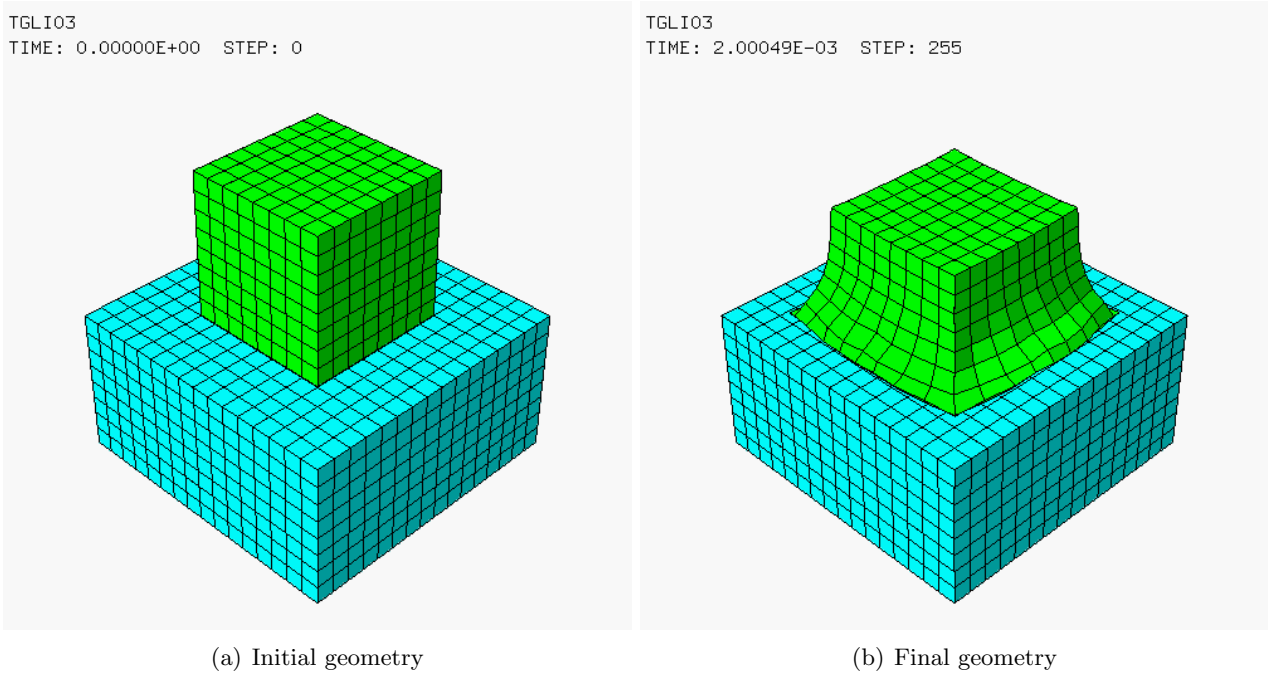 TGLI03
TIME: 0.00000E+00 STEP: 0
TGLI03
TIME: 2.00049E-03 STEP: 255
(a) Initial geometry
(b) Final geometry